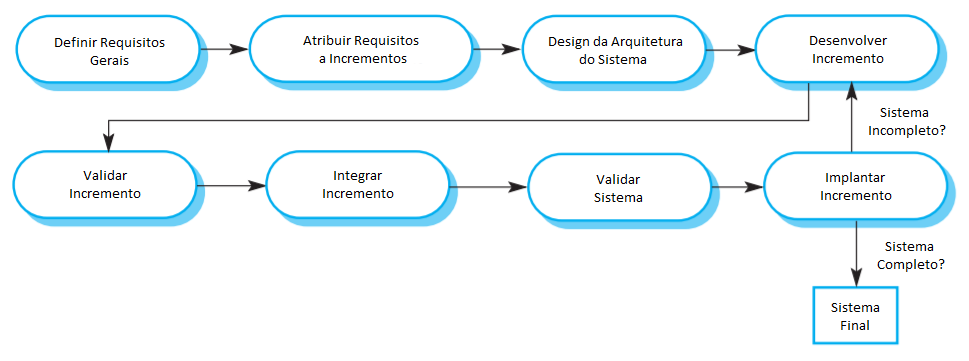 Definir Requisitos
Gerais
Atribuir Requisitos
a Incrementos
Design da Arquitetura
do Sistema
Desenvolver
Incremento
Sistema
Incompleto?
Validar
Incremento
Integrar
Incremento
Validar
Sistema
Implantar
Incremento
Sistema
Completo?
Sistema
Final